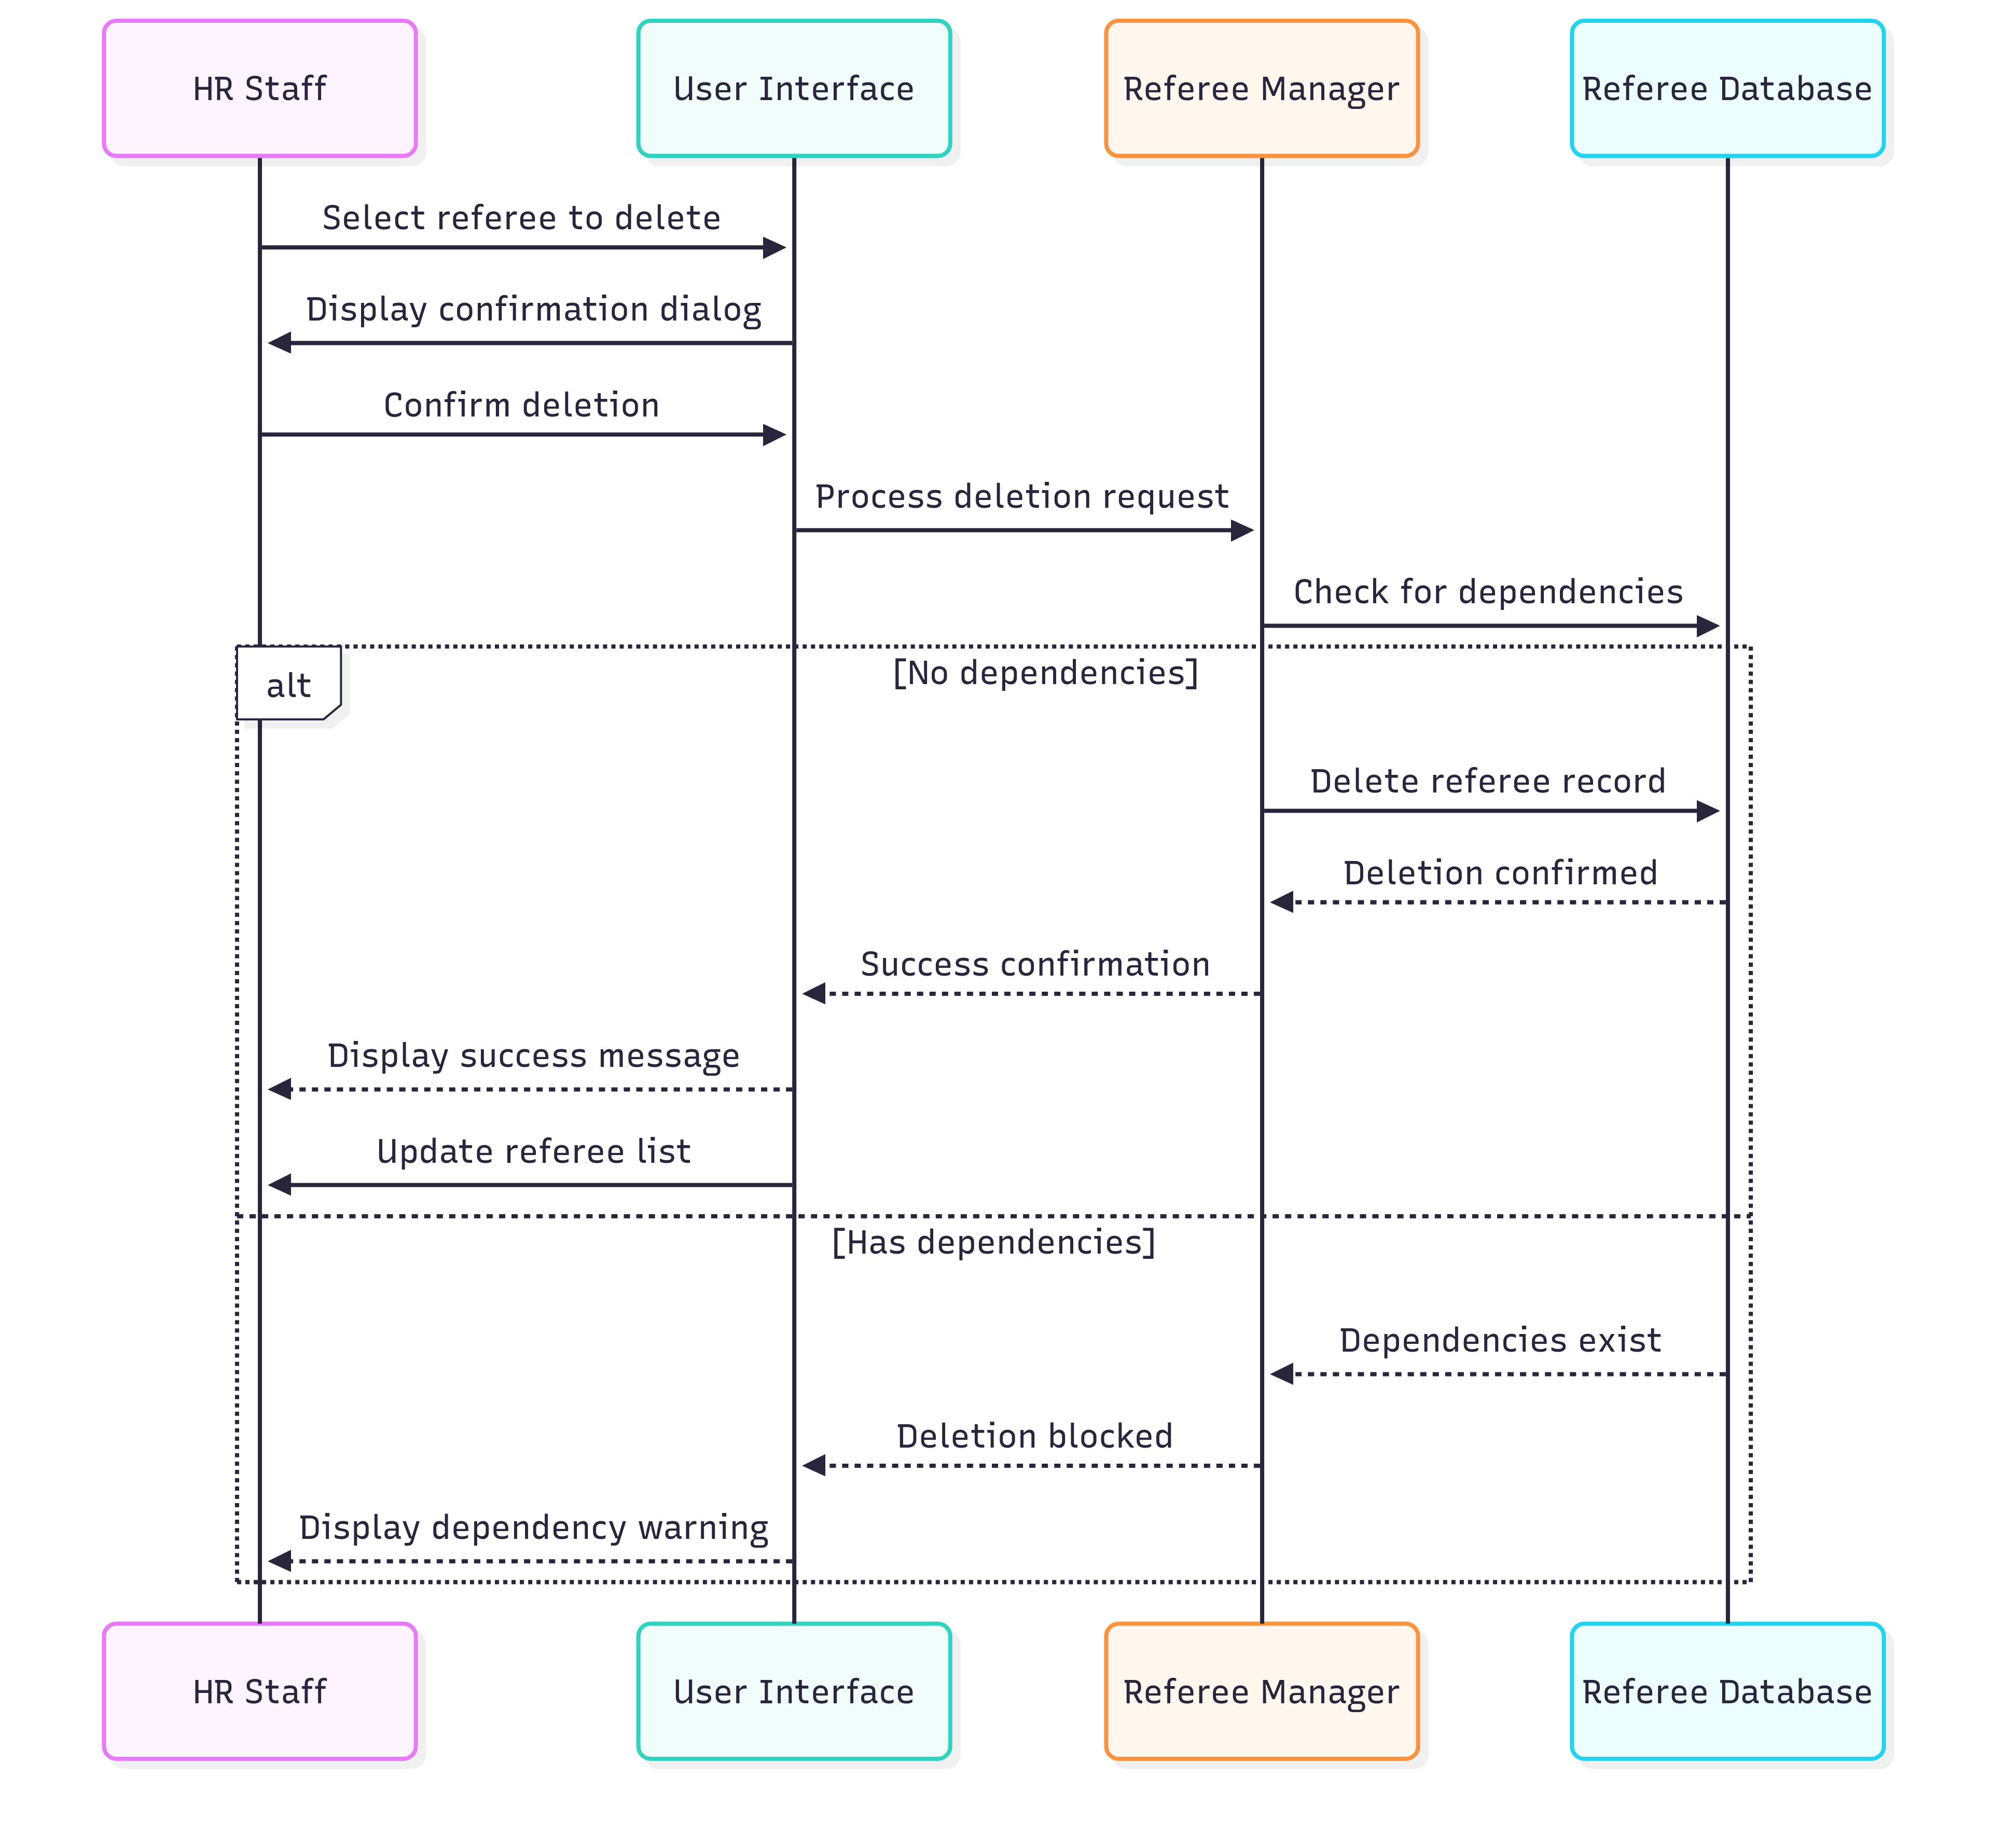 HR Staff
User Interface
Referee Manager
Referee Database
Select referee to delete
Display confirmation dialog
Confirm deletion
Process deletion request
Check for dependencies
alt
[No dependencies]
Delete referee record
Deletion confirmed
Success confirmation
Display success message
Update referee list
[Has dependencies]
Dependencies exist
Deletion blocked
Display dependency warning
HR Staff
User Interface
Referee Manager
Referee Database